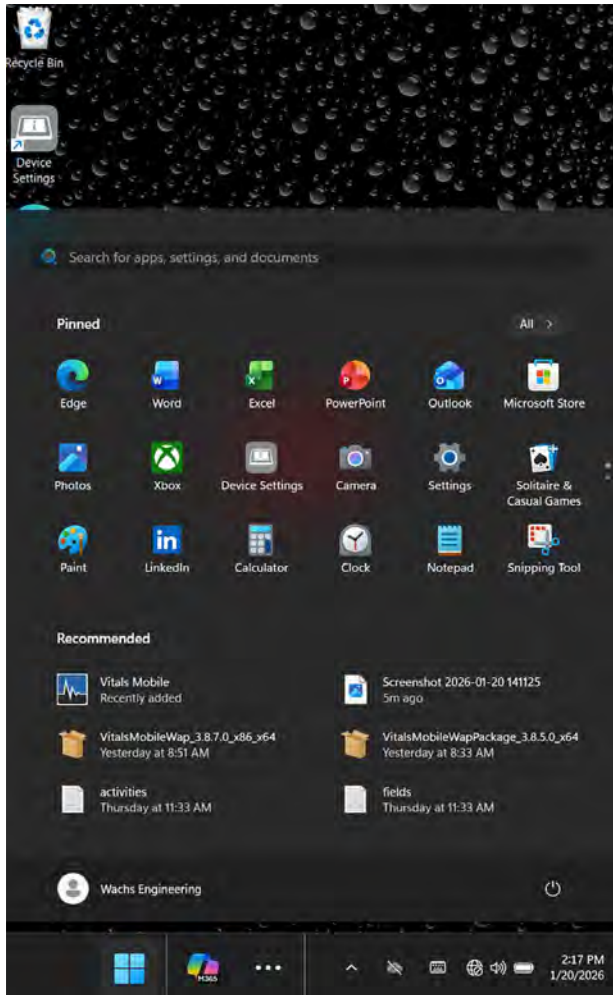 Recycle Bin
Device
Settings
Search for apps, settings, and documents
Pinned
All >
Edge
Word
Excel
PowerPoint
Outlook
Microsoft Store
Photos
Xbox
Device Settings
Camera
Settings
Solitaire &
Casual Games
Paint
LinkedIn
Calculator
Clock
Notepad
Snipping Tool
Recommended
Vitals Mobile
Recently added
Screenshot 2026-01-20 141125
5m ago
VitalsMobileWap_3.8.7.0_x86_x64
Yesterday at 8:51 AM
VitalsMobileWapPackage_3.8.5.0_x64
Yesterday at 8:33 AM
activities
Thursday at 11:33 AM
fields
Thursday at 11:33 AM
Wachs Engineering
M365
2:17 PM
1/20/2026